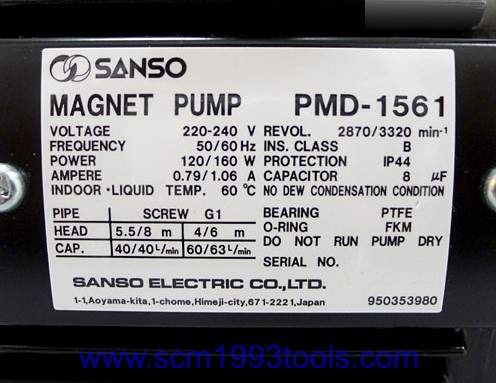 SANSO
MAGNET PUMP PMD-1561
VOLTAGE 220-240 V REVOL. 2870/3320 min-1
FREQUENCY 50/60 Hz INS. CLASS B
POWER 120/160 W PROTECTION IP44
AMPERE 0.79/1.06 A CAPACITOR 8 μF
INDOOR・LIQUID TEMP. 60 ℃ NO DEW CONDENSATION CONDITION
PIPE SCREW G1 BEARING PTFE
HEAD 5.5/8 m 4/6 m O-RING FKM
CAP. 40/40 L/min 60/63 L/min DO NOT RUN PUMP DRY
SERIAL NO.
SANSO ELECTRIC CO.,LTD.
1-1,Aoyama-kita,1-chome,Himeji-city,671-2221,Japan 950353980
www.scm1993tools.com